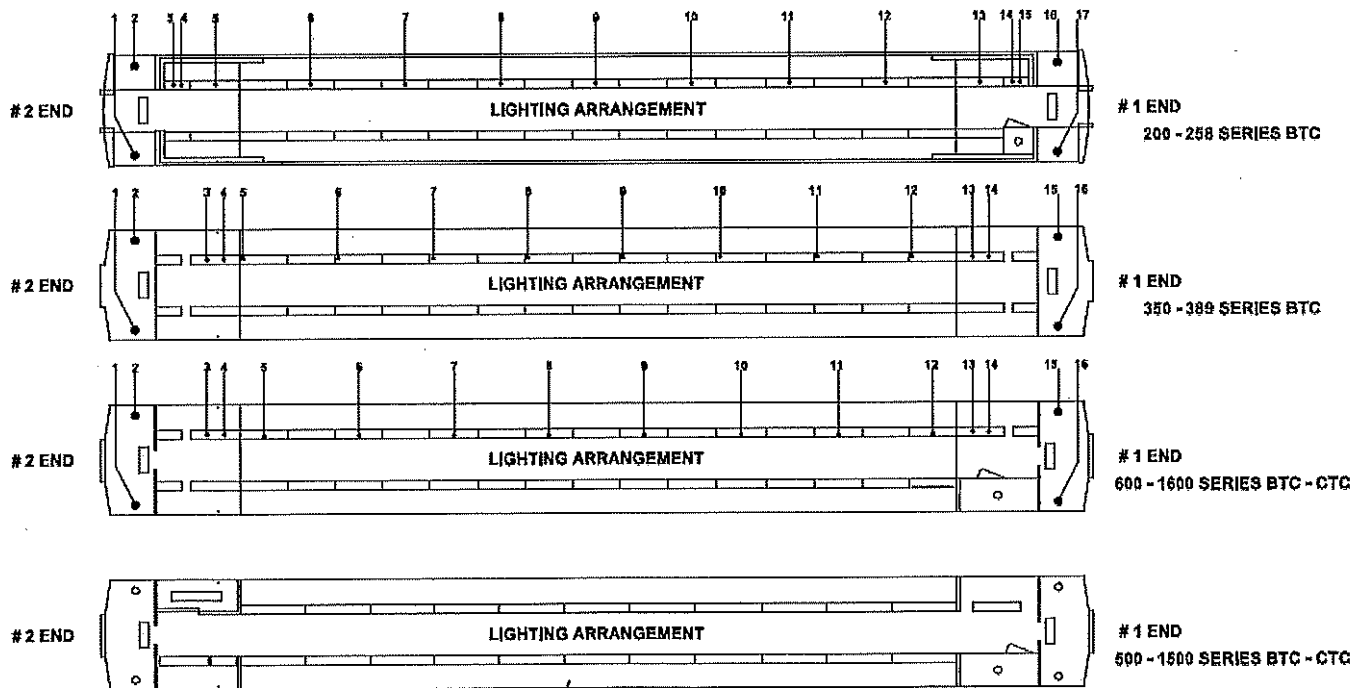 1 2 3 4 5 6 7 8 9 10 11 12 13 14 15 16 17
# 2 END LIGHTING ARRANGEMENT # 1 END
200 - 258 SERIES BTC
1 2 3 4 5 6 7 8 9 10 11 12 13 14 15 16
# 2 END LIGHTING ARRANGEMENT # 1 END
350 - 389 SERIES BTC
1 2 3 4 5 6 7 8 9 10 11 12 13 14 15 16
# 2 END LIGHTING ARRANGEMENT # 1 END
600 - 1600 SERIES BTC - CTC
# 2 END LIGHTING ARRANGEMENT # 1 END
500 - 1500 SERIES BTC - CTC